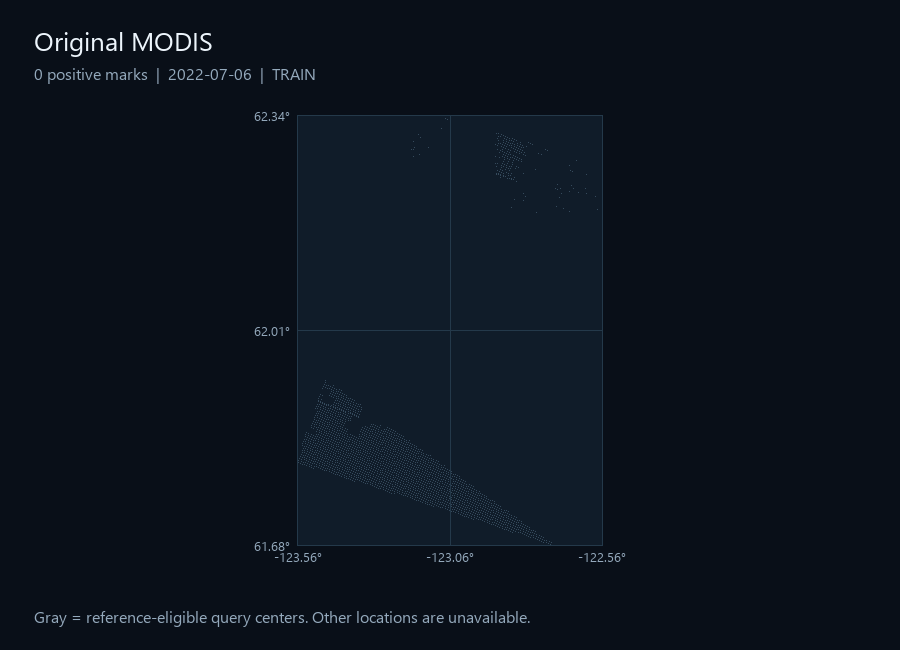 Original MODIS
0 positive marks | 2022-07-06 | TRAIN
62.34°
62.01°
61.68°
-123.56°
-123.06°
-122.56°
Gray = reference-eligible query centers. Other locations are unavailable.